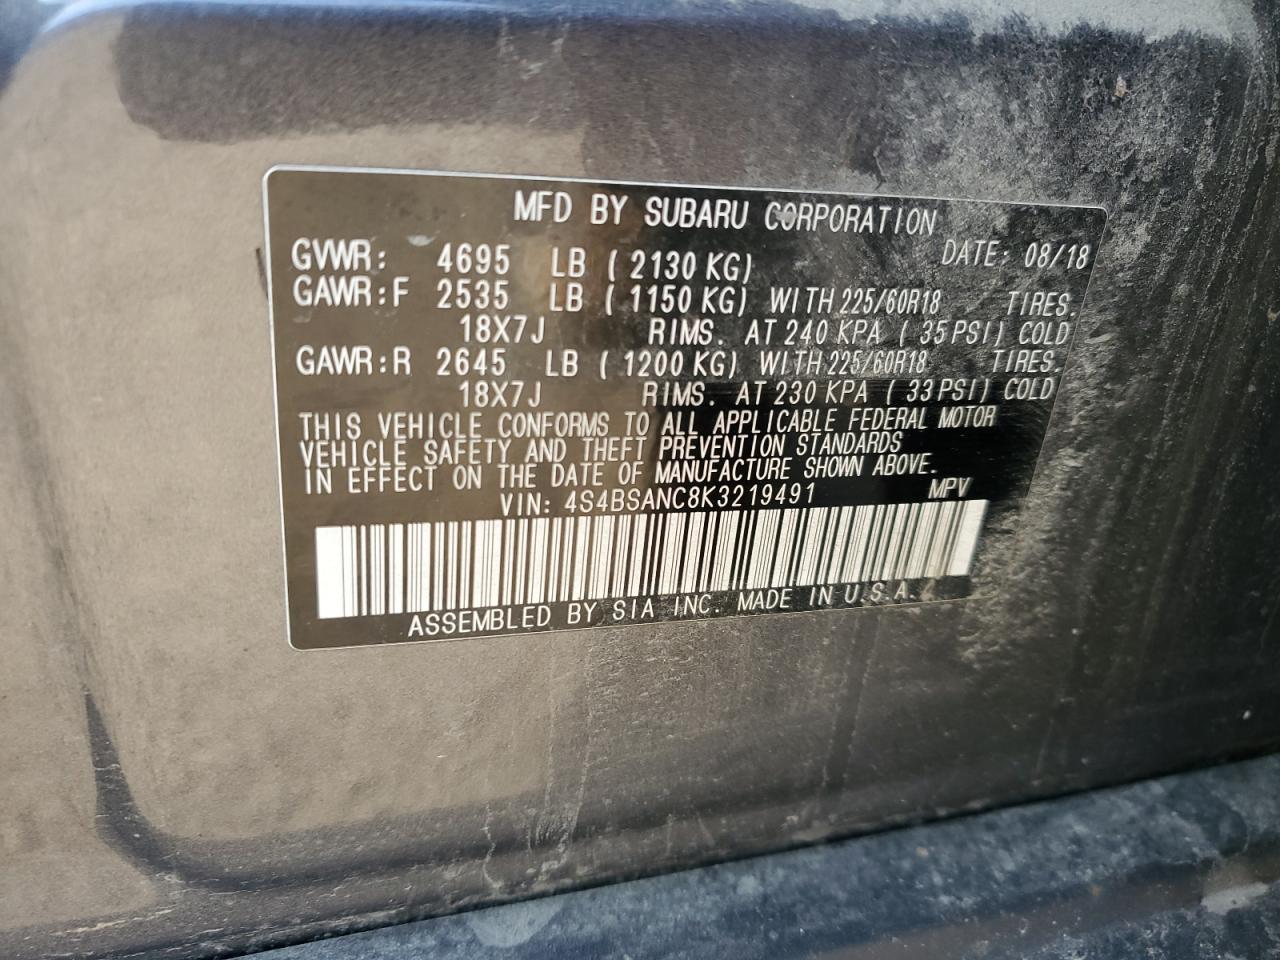 MFD BY SUBARU CORPORATION
DATE: 08/18
GVWR: 4695 LB ( 2130 KG)
GAWR:F 2535 LB ( 1150 KG) WITH 225/60R18 TIRES.
18X7J RIMS. AT 240 KPA ( 35 PSI) COLD
GAWR:R 2645 LB ( 1200 KG) WITH 225/60R18 TIRES.
18X7J RIMS. AT 230 KPA ( 33 PSI) COLD
THIS VEHICLE CONFORMS TO ALL APPLICABLE FEDERAL MOTOR
VEHICLE SAFETY AND THEFT PREVENTION STANDARDS
IN EFFECT ON THE DATE OF MANUFACTURE SHOWN ABOVE.
VIN: 4S4BSANC8K3219491 MPV
ASSEMBLED BY SIA INC. MADE IN U.S.A.